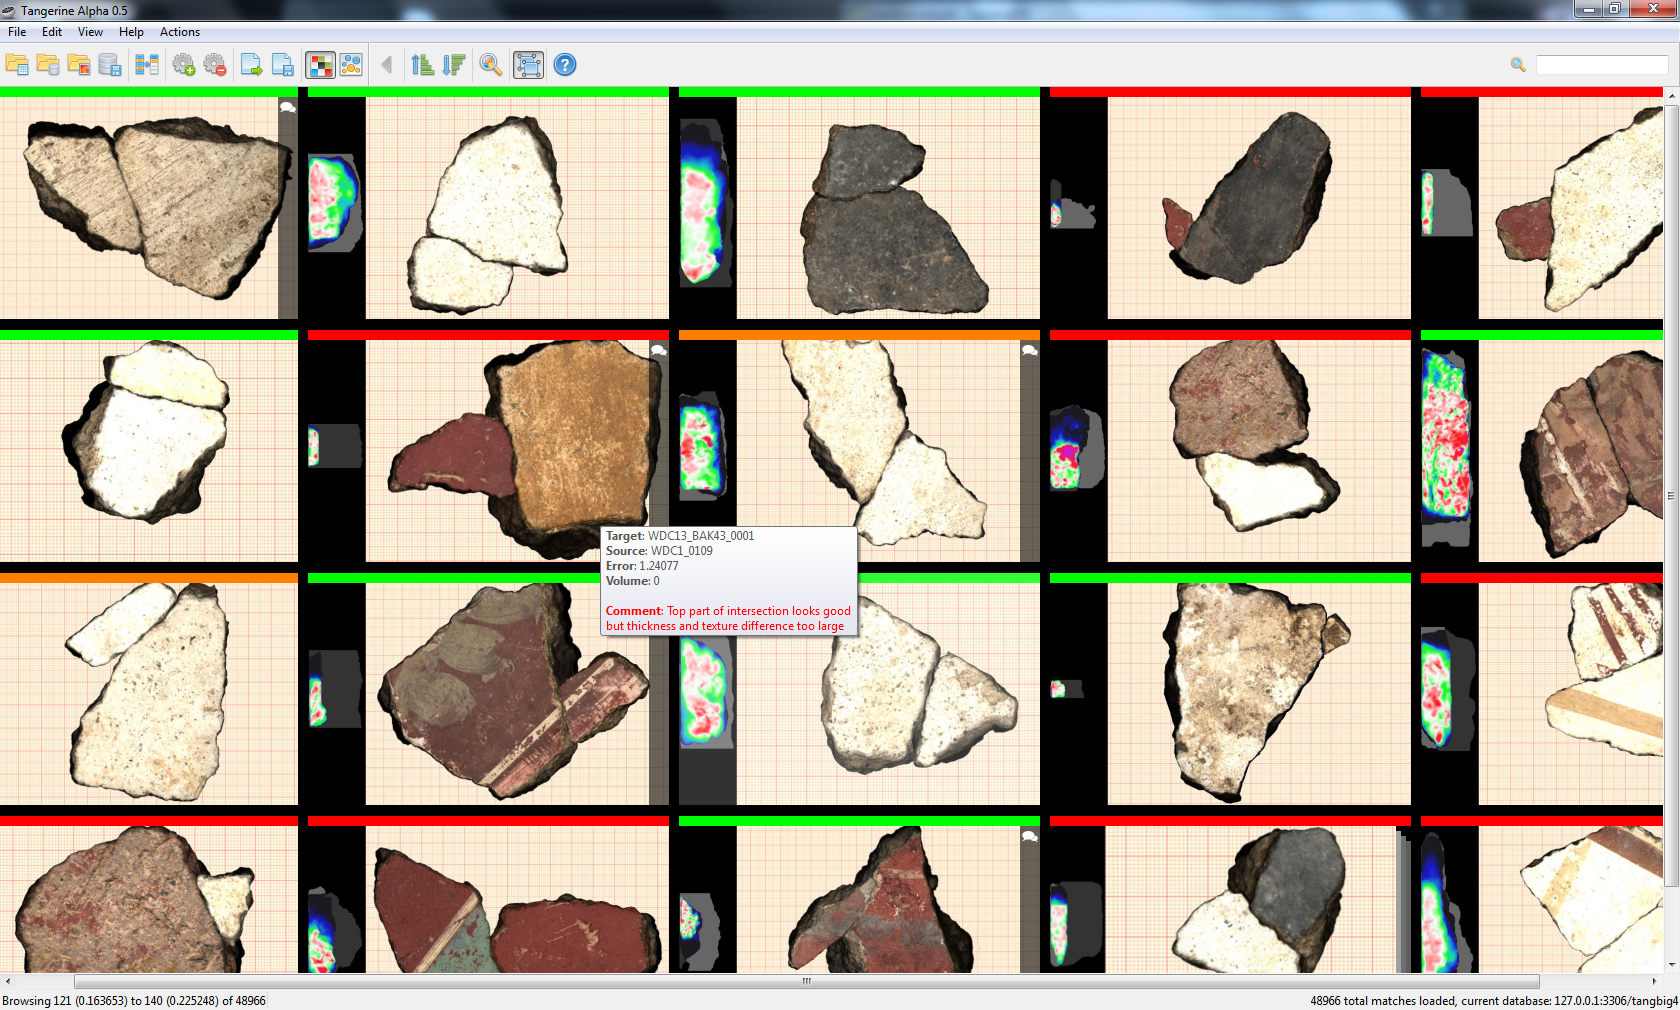 Tangerine Alpha 0.5
File Edit View Help Actions
Target: WDC13_BAK43_0001
Source: WDC1_0109
Error: 1.24077
Volume: 0
Comment: Top part of intersection looks good
but thickness and texture difference too large
Browsing 121 (0.163653) to 140 (0.225248) of 48966
48966 total matches loaded, current database: 127.0.0.1:3306/tangbig4